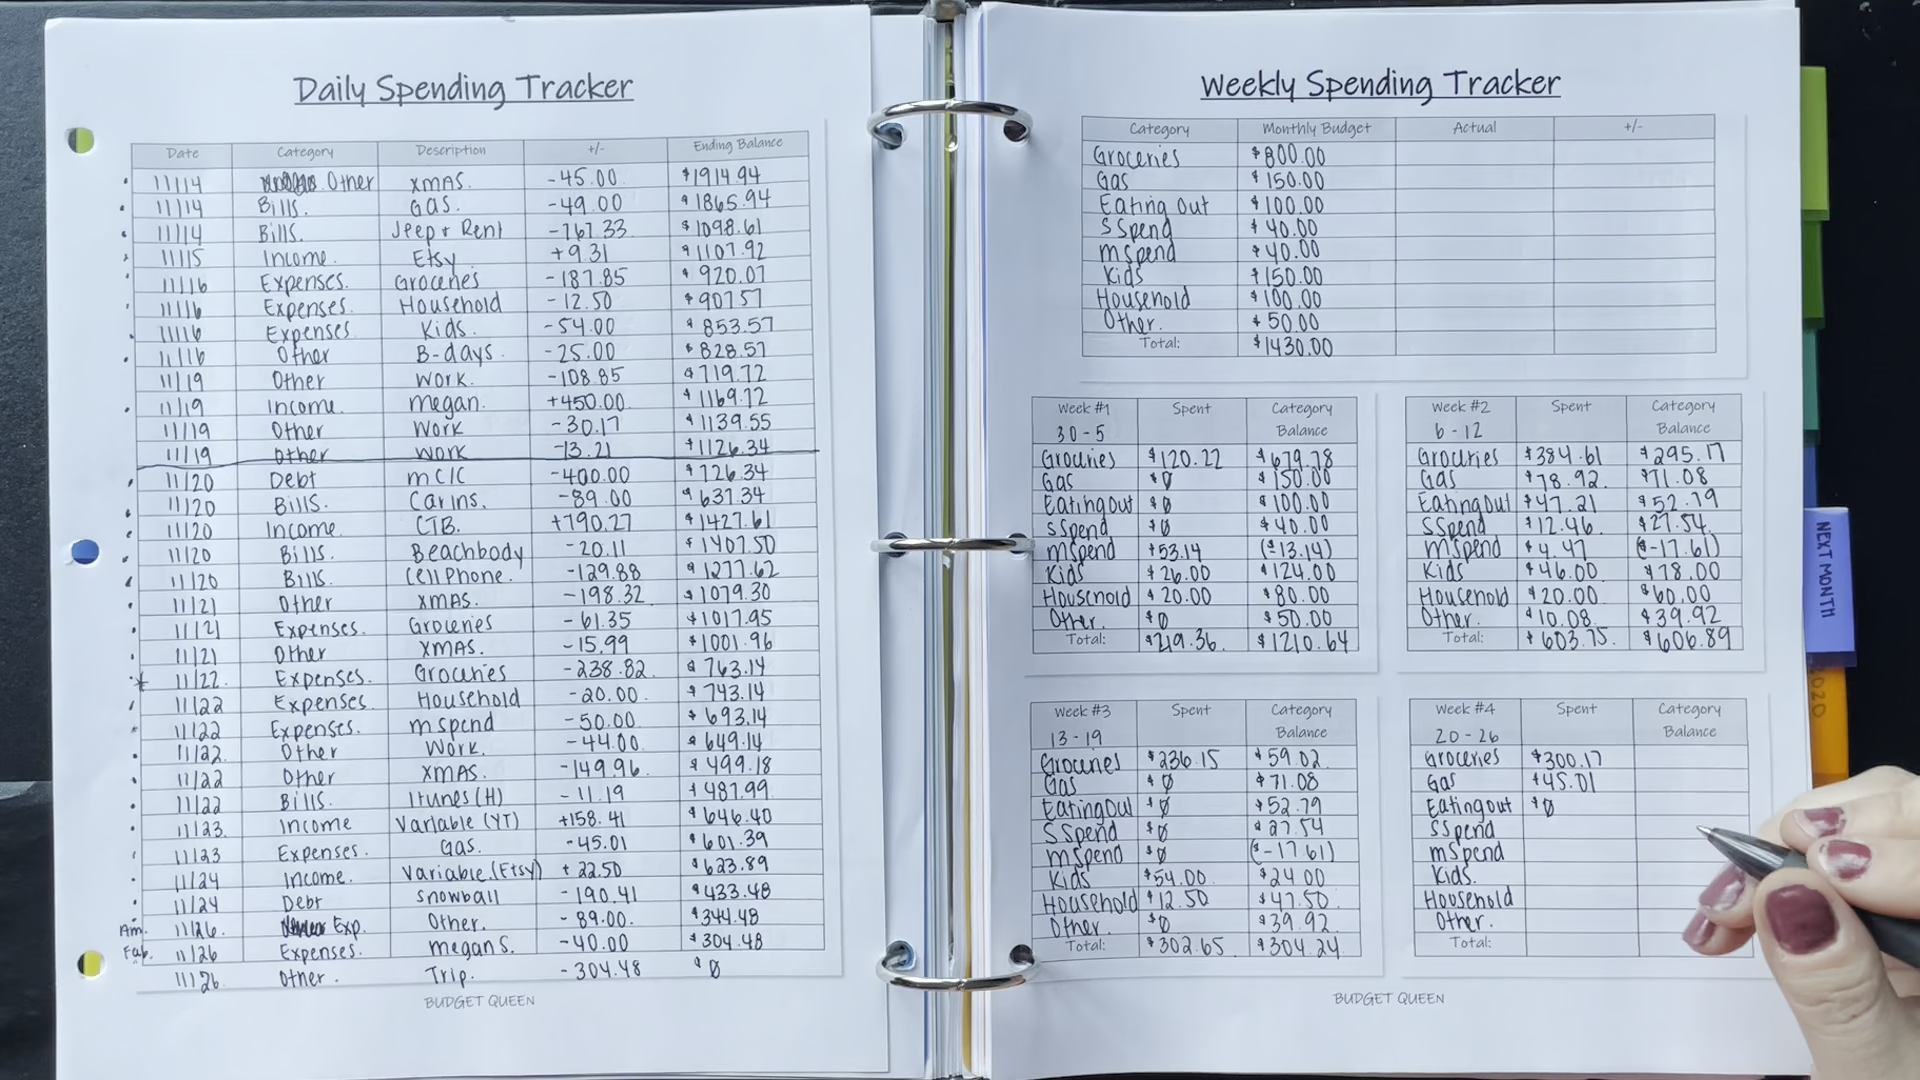 Daily Spending Tracker
Date Category Description +/- Ending Balance
11/14 Other xmas. -45.00 $1914.94
11/14 Bills. Gas. -49.00 $1865.94
11/14 Bills. Jeep + Rent -767.33 $1098.61
11/15 Income. Etsy +9.31 $1107.92
11/16 Expenses. Groceries -187.85 $920.07
11/16 Expenses. Household -12.50 $907.57
11/16 Expenses Kids. -54.00 $853.57
11/16 Other B-days. -25.00 $828.57
11/19 Other Work. -108.85 $719.72
11/19 Income. megan. +450.00 $1169.72
11/19 Other Work -30.17 $1139.55
11/19 Other Work -13.21 $1126.34
11/20 Debt mC/C -400.00 $726.34
11/20 Bills. Car ins. -89.00 $637.34
11/20 Income CTB. +790.27 $1427.61
11/20 Bills. Beachbody -20.11 $1407.50
11/20 Bills. Cell Phone. -129.88 $1277.62
11/21 Other xmas. -198.32 $1079.30
11/21 Expenses. Groceries -61.35 $1017.95
11/21 Other xmas. -15.99 $1001.96
11/22. Expenses. Groceries -238.82. $763.14
11/22 Expenses. Household -20.00. $743.14
11/22 Expenses. mspend -50.00 $693.14
11/22. Other Work. -44.00. $649.14
11/22 Other xmas. -149.96. $499.18
11/22 Bills. Itunes (H) -11.19 $487.99
11/23. Income Variable (YT) +158.41 $646.40
11/23 Expenses. Gas. -45.01 $601.39
11/24 Income. Variable.(Etsy) +22.50 $623.89
11/24 Debt snowball -190.41 $433.48
Am. 11/26. Exp. Other. -89.00. $344.48
Fab. 11/26 Expenses. megan S. -40.00 $304.48
11/26. Other. Trip. -304.48 $0
BUDGET QUEEN
Weekly Spending Tracker
Category Monthly Budget Actual +/-
Groceries $800.00
Gas $150.00
Eating Out $100.00
S Spend $40.00
m Spend $40.00
Kids $150.00
Household $100.00
Other. $50.00
Total: $1430.00
Week #1 Spent Category Balance
30-5
Groceries $120.22 $679.78
Gas $0 $150.00
Eating Out $0 $100.00
S Spend $0 $40.00
m Spend $53.14 ($-13.14)
Kids $26.00 $124.00
Household $20.00 $80.00
Other. $0 $50.00
Total: $219.36. $1210.64
Week #2 Spent Category Balance
6-12
Groceries $384.61 $295.17
Gas $78.92. $71.08
Eating Out $47.21 $52.79
S Spend $12.46. $27.54.
m Spend $4.47 ($-17.61)
Kids $46.00 $78.00
Household $20.00 $60.00
Other. $10.08. $39.92
Total: $603.75. $606.89
Week #3 Spent Category Balance
13-19
Groceries $236.15 $59.02.
Gas $0 $71.08
Eating Out $0 $52.79
S Spend $0 $27.54
m Spend $0 ($-17.61)
Kids $54.00. $24.00
Household $12.50 $47.50.
Other. $0 $39.92
Total: $302.65. $304.24
Week #4 Spent Category Balance
20-26
Groceries $300.17
Gas $45.01
Eating out $0
S Spend
m Spend
Kids.
Household
Other.
Total:
BUDGET QUEEN
NEXT MONTH
2020